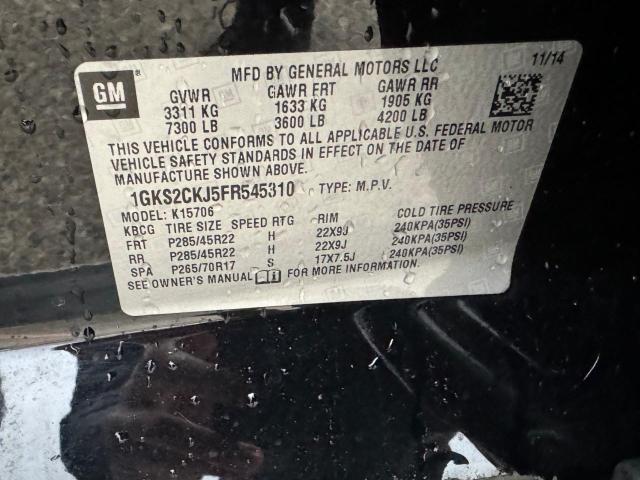 GM
MFD BY GENERAL MOTORS LLC 11/14
GVWR GAWR FRT GAWR RR
3311 KG 1633 KG 1905 KG
7300 LB 3600 LB 4200 LB
THIS VEHICLE CONFORMS TO ALL APPLICABLE U.S. FEDERAL MOTOR
VEHICLE SAFETY STANDARDS IN EFFECT ON THE DATE OF
MANUFACTURE SHOWN ABOVE.
1GKS2CKJ5FR545310 TYPE: M.P.V.
MODEL: K15706
KBCG TIRE SIZE SPEED RTG RIM COLD TIRE PRESSURE
FRT P285/45R22 H 22X9J 240KPA(35PSI)
RR P285/45R22 H 22X9J 240KPA(35PSI)
SPA P265/70R17 S 17X7.5J 240KPA(35PSI)
SEE OWNER'S MANUAL FOR MORE INFORMATION.